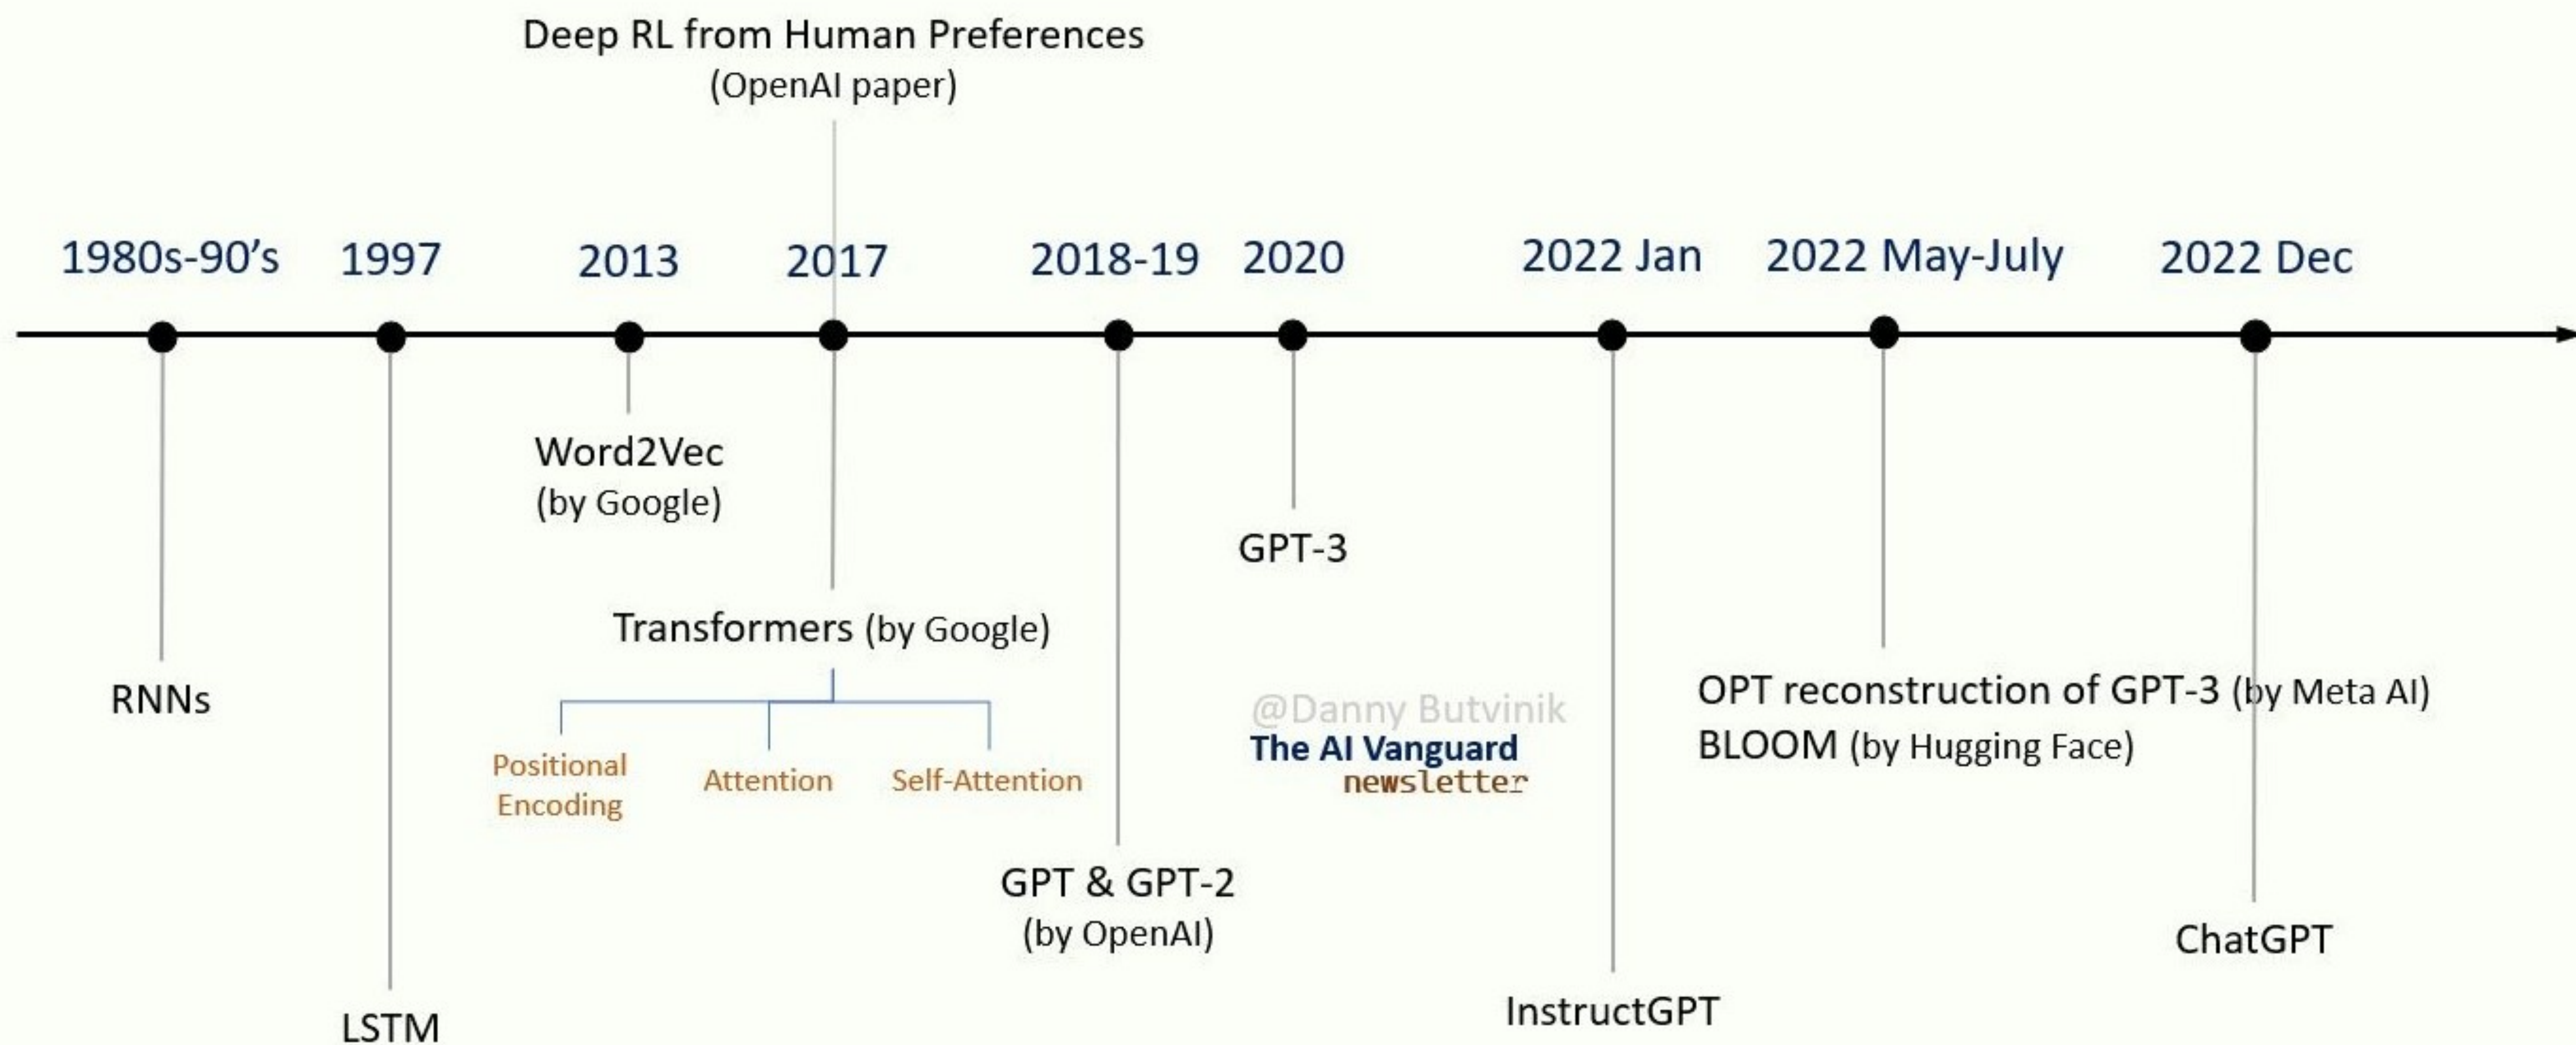 Deep RL from Human Preferences
(OpenAI paper)
1980s-90’s 1997 2013 2017 2018-19 2020 2022 Jan 2022 May-July 2022 Dec
Word2Vec
(by Google)
GPT-3
Transformers (by Google)
RNNs
OPT reconstruction of GPT-3 (by Meta AI)
BLOOM (by Hugging Face)
@Danny Butvinik
The AI Vanguard
newsletter
Positional
Encoding
Attention
Self-Attention
GPT & GPT-2
(by OpenAI)
ChatGPT
InstructGPT
LSTM